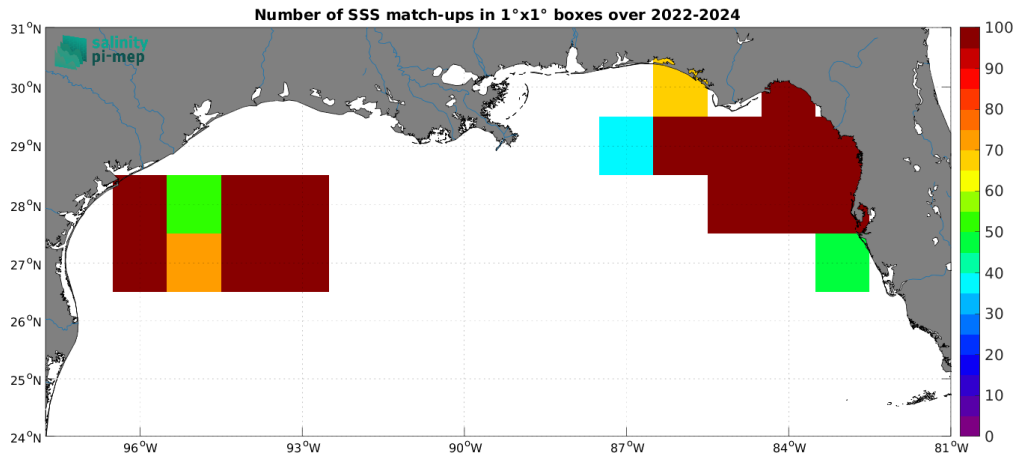 Number of SSS match-ups in 1°x1° boxes over 2022-2024
salinity
pi-mep
31°N
30°N
29°N
28°N
27°N
26°N
25°N
24°N
96°W
93°W
90°W
87°W
84°W
81°W
100
90
80
70
60
50
40
30
20
10
0